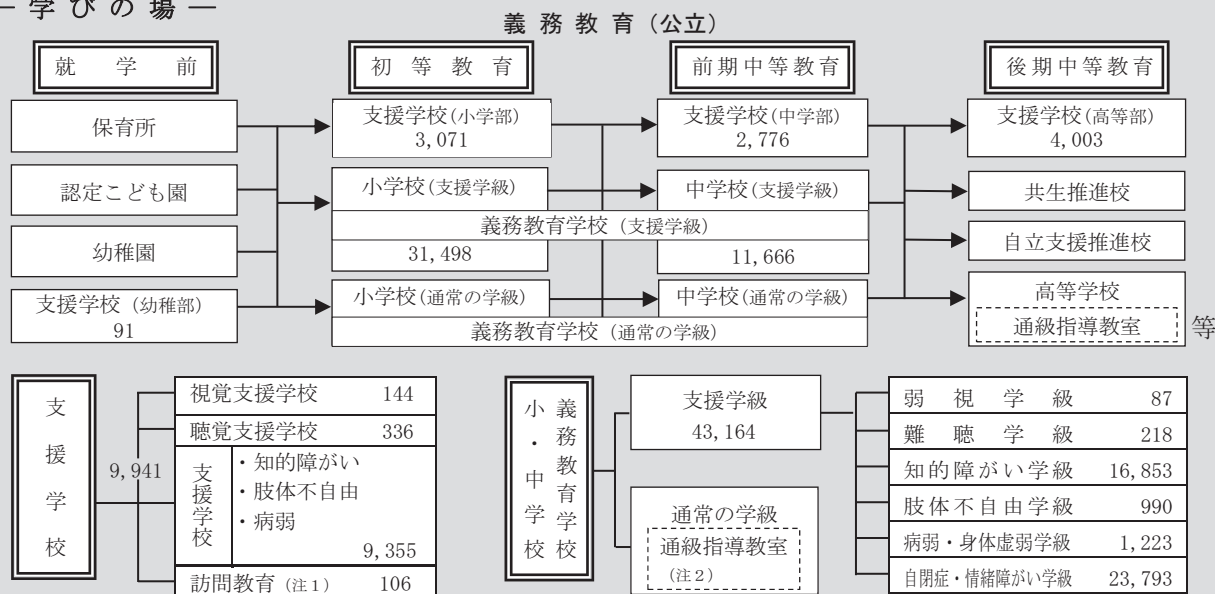 ― 学 び の 場 ―
義 務 教 育（公立）
就 学 前
初 等 教 育
前期中等教育
後期中等教育
保育所
認定こども園
幼稚園
支援学校（幼稚部）
91
支援学校(小学部)
3,071
小学校(支援学級)
31,498
小学校(通常の学級)
支援学校(中学部)
2,776
中学校(支援学級)
11,666
中学校(通常の学級)
義務教育学校（支援学級）
義務教育学校（通常の学級）
支援学校(高等部)
4,003
共生推進校
自立支援推進校
高等学校
通級指導教室
等
支援学校
9,941
視覚支援学校 144
聴覚支援学校 336
支援学校
・知的障がい
・肢体不自由
・病弱
9,355
訪問教育（注１） 106
義務教育学校
小・中学校
支援学級
43,164
通常の学級
通級指導教室
（注２）
弱 視 学 級 87
難 聴 学 級 218
知的障がい学級 16,853
肢体不自由学級 990
病弱・身体虚弱学級 1,223
自閉症・情緒障がい学級 23,793